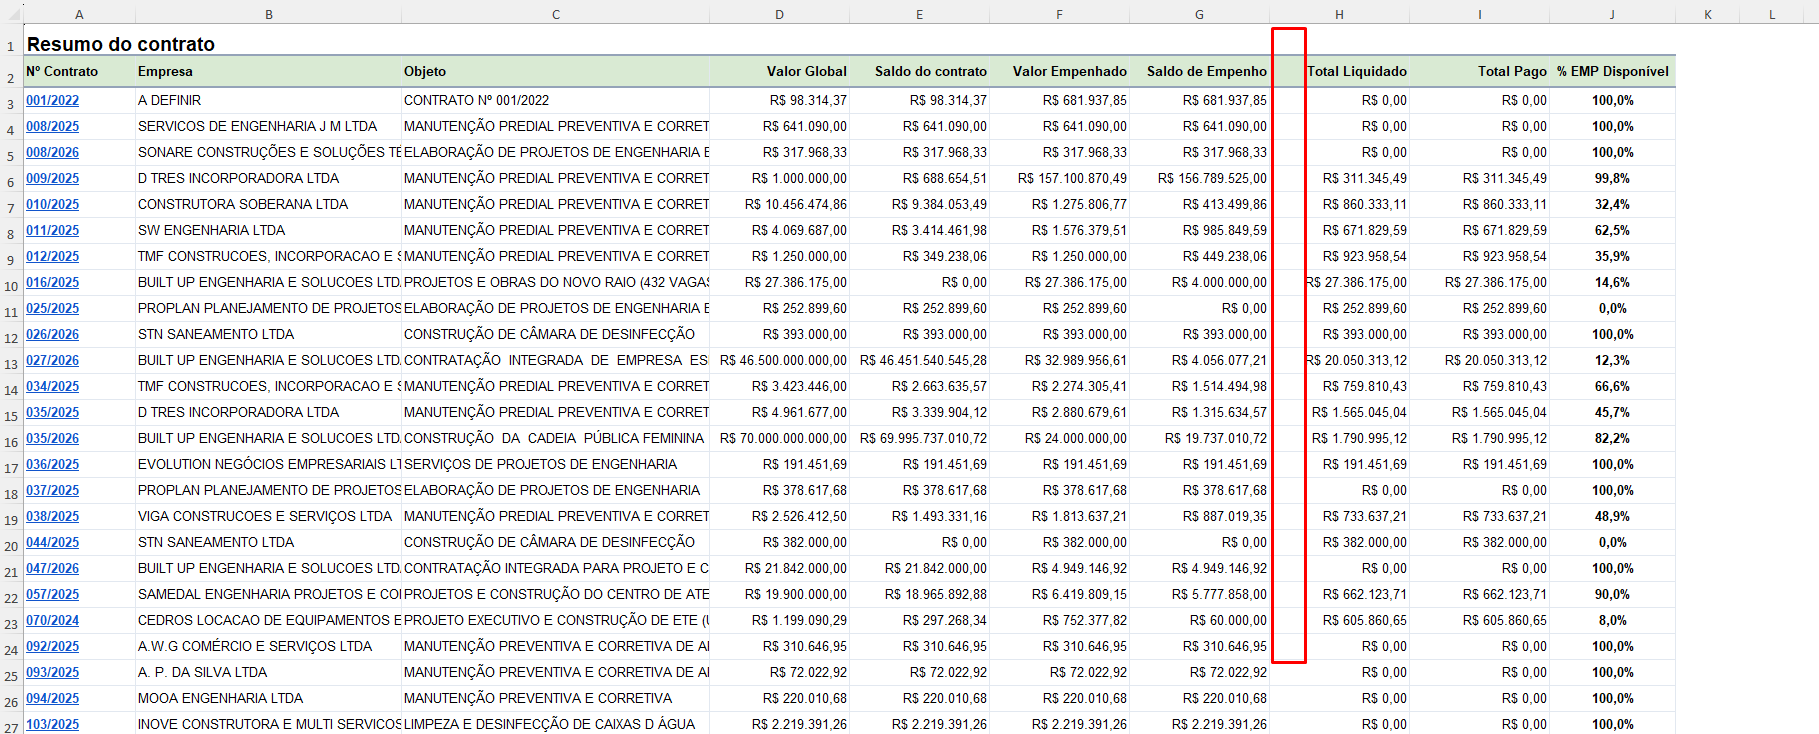 A B C D E F G H I J K L
1 Resumo do contrato
2 Nº Contrato Empresa Objeto Valor Global Saldo do contrato Valor Empenhado Saldo de Empenho Total Liquidado Total Pago % EMP Disponível
3 001/2022 A DEFINIR CONTRATO Nº 001/2022 R$ 98.314,37 R$ 98.314,37 R$ 681.937,85 R$ 681.937,85 R$ 0,00 R$ 0,00 100,0%
4 008/2025 SERVICOS DE ENGENHARIA J M LTDA MANUTENÇÃO PREDIAL PREVENTIVA E CORRET R$ 641.090,00 R$ 641.090,00 R$ 641.090,00 R$ 641.090,00 R$ 0,00 R$ 0,00 100,0%
5 008/2026 SONARE CONSTRUÇÕES E SOLUÇÕES TÉ ELABORAÇÃO DE PROJETOS DE ENGENHARIA E R$ 317.968,33 R$ 317.968,33 R$ 317.968,33 R$ 317.968,33 R$ 0,00 R$ 0,00 100,0%
6 009/2025 D TRES INCORPORADORA LTDA MANUTENÇÃO PREDIAL PREVENTIVA E CORRET R$ 1.000.000,00 R$ 688.654,51 R$ 157.100.870,49 R$ 156.789.525,00 R$ 311.345,49 R$ 311.345,49 99,8%
7 010/2025 CONSTRUTORA SOBERANA LTDA MANUTENÇÃO PREDIAL PREVENTIVA E CORRET R$ 10.456.474,86 R$ 9.384.053,49 R$ 1.275.806,77 R$ 413.499,86 R$ 860.333,11 R$ 860.333,11 32,4%
8 011/2025 SW ENGENHARIA LTDA MANUTENÇÃO PREDIAL PREVENTIVA E CORRET R$ 4.069.687,00 R$ 3.414.461,98 R$ 1.576.379,51 R$ 985.849,59 R$ 671.829,59 R$ 671.829,59 62,5%
9 012/2025 TMF CONSTRUCOES, INCORPORACAO E S MANUTENÇÃO PREDIAL PREVENTIVA E CORRET R$ 1.250.000,00 R$ 349.238,06 R$ 1.250.000,00 R$ 449.238,06 R$ 923.958,54 R$ 923.958,54 35,9%
10 016/2025 BUILT UP ENGENHARIA E SOLUCOES LTD PROJETOS E OBRAS DO NOVO RAIO (432 VAGAS R$ 27.386.175,00 R$ 0,00 R$ 27.386.175,00 R$ 4.000.000,00 R$ 27.386.175,00 R$ 27.386.175,00 14,6%
11 025/2025 PROPLAN PLANEJAMENTO DE PROJETOS ELABORAÇÃO DE PROJETOS DE ENGENHARIA E R$ 252.899,60 R$ 252.899,60 R$ 252.899,60 R$ 0,00 R$ 252.899,60 R$ 252.899,60 0,0%
12 026/2026 STN SANEAMENTO LTDA CONSTRUÇÃO DE CÂMARA DE DESINFECÇÃO R$ 393.000,00 R$ 393.000,00 R$ 393.000,00 R$ 393.000,00 R$ 393.000,00 R$ 393.000,00 100,0%
13 027/2026 BUILT UP ENGENHARIA E SOLUCOES LTD CONTRATAÇÃO INTEGRADA DE EMPRESA ESI R$ 46.500.000.000,00 R$ 46.451.540.545,28 R$ 32.989.956,61 R$ 4.056.077,21 R$ 20.050.313,12 R$ 20.050.313,12 12,3%
14 034/2025 TMF CONSTRUCOES, INCORPORACAO E S MANUTENÇÃO PREDIAL PREVENTIVA E CORRET R$ 3.423.446,00 R$ 2.663.635,57 R$ 2.274.305,41 R$ 1.514.494,98 R$ 759.810,43 R$ 759.810,43 66,6%
15 035/2025 D TRES INCORPORADORA LTDA MANUTENÇÃO PREDIAL PREVENTIVA E CORRET R$ 4.961.677,00 R$ 3.339.904,12 R$ 2.880.679,61 R$ 1.315.634,57 R$ 1.565.045,04 R$ 1.565.045,04 45,7%
16 035/2026 BUILT UP ENGENHARIA E SOLUCOES LTD CONSTRUÇÃO DA CADEIA PÚBLICA FEMININA R$ 70.000.000.000,00 R$ 69.995.737.010,72 R$ 24.000.000,00 R$ 19.737.010,72 R$ 1.790.995,12 R$ 1.790.995,12 82,2%
17 036/2025 EVOLUTION NEGÓCIOS EMPRESARIAIS LT SERVIÇOS DE PROJETOS DE ENGENHARIA R$ 191.451,69 R$ 191.451,69 R$ 191.451,69 R$ 191.451,69 R$ 191.451,69 R$ 191.451,69 100,0%
18 037/2025 PROPLAN PLANEJAMENTO DE PROJETOS ELABORAÇÃO DE PROJETOS DE ENGENHARIA R$ 378.617,68 R$ 378.617,68 R$ 378.617,68 R$ 378.617,68 R$ 0,00 R$ 0,00 100,0%
19 038/2025 VIGA CONSTRUCOES E SERVIÇOS LTDA MANUTENÇÃO PREDIAL PREVENTIVA E CORRET R$ 2.526.412,50 R$ 1.493.331,16 R$ 1.813.637,21 R$ 887.019,35 R$ 733.637,21 R$ 733.637,21 48,9%
20 044/2025 STN SANEAMENTO LTDA CONSTRUÇÃO DE CÂMARA DE DESINFECÇÃO R$ 382.000,00 R$ 0,00 R$ 382.000,00 R$ 0,00 R$ 382.000,00 R$ 382.000,00 0,0%
21 047/2026 BUILT UP ENGENHARIA E SOLUCOES LTD CONTRATAÇÃO INTEGRADA PARA PROJETO E C R$ 21.842.000,00 R$ 21.842.000,00 R$ 4.949.146,92 R$ 4.949.146,92 R$ 0,00 R$ 0,00 100,0%
22 057/2025 SAMEDAL ENGENHARIA PROJETOS E CO PROJETOS E CONSTRUÇÃO DO CENTRO DE ATE R$ 19.900.000,00 R$ 18.965.892,88 R$ 6.419.809,15 R$ 5.777.858,00 R$ 662.123,71 R$ 662.123,71 90,0%
23 070/2024 CEDROS LOCACAO DE EQUIPAMENTOS E PROJETO EXECUTIVO E CONSTRUÇÃO DE ETE (U R$ 1.199.090,29 R$ 297.268,34 R$ 752.377,82 R$ 60.000,00 R$ 605.860,65 R$ 605.860,65 8,0%
24 092/2025 A.W.G COMÉRCIO E SERVIÇOS LTDA MANUTENÇÃO PREVENTIVA E CORRETIVA DE AI R$ 310.646,95 R$ 310.646,95 R$ 310.646,95 R$ 310.646,95 R$ 0,00 R$ 0,00 100,0%
25 093/2025 A. P. DA SILVA LTDA MANUTENÇÃO PREVENTIVA E CORRETIVA DE AI R$ 72.022,92 R$ 72.022,92 R$ 72.022,92 R$ 72.022,92 R$ 0,00 R$ 0,00 100,0%
26 094/2025 MOOA ENGENHARIA LTDA MANUTENÇÃO PREVENTIVA E CORRETIVA R$ 220.010,68 R$ 220.010,68 R$ 220.010,68 R$ 220.010,68 R$ 0,00 R$ 0,00 100,0%
27 103/2025 INOVE CONSTRUTORA E MULTI SERVICOS LIMPEZA E DESINFECÇÃO DE CAIXAS D ÁGUA R$ 2.219.391,26 R$ 2.219.391,26 R$ 2.219.391,26 R$ 2.219.391,26 R$ 0,00 R$ 0,00 100,0%